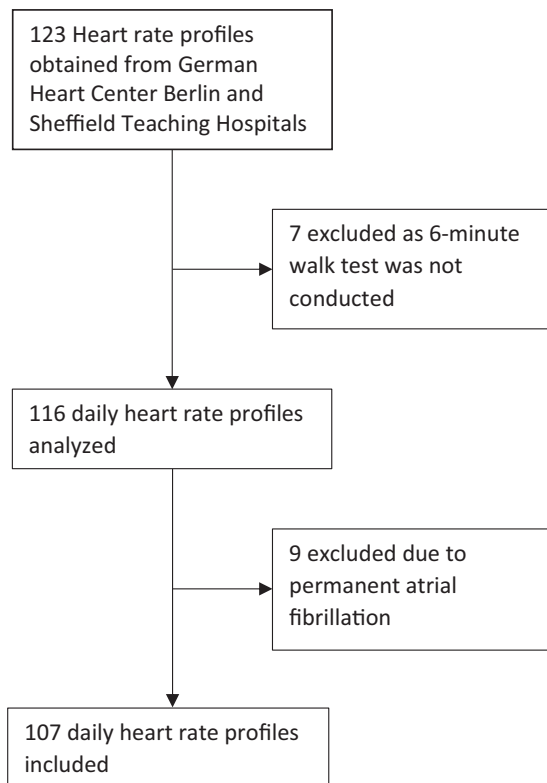 123 Heart rate profiles
obtained from German
Heart Center Berlin and
Sheffield Teaching Hospitals
7 excluded as 6-minute
walk test was not
conducted
116 daily heart rate profiles
analyzed
9 excluded due to
permanent atrial
fibrillation
107 daily heart rate profiles
included